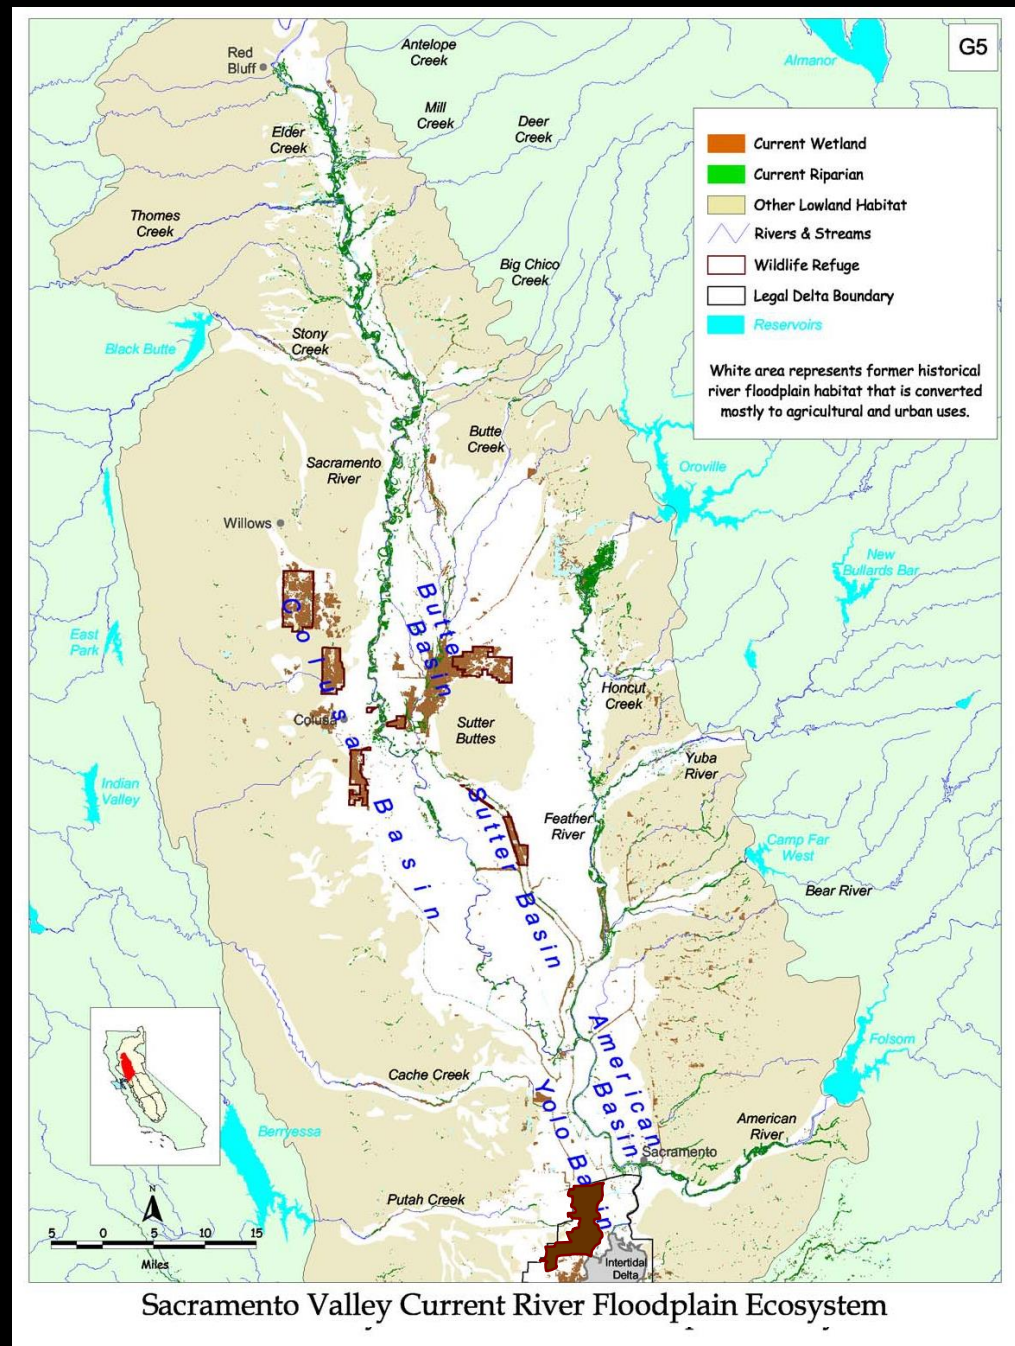 G5
Red
Bluff
Antelope
Creek
Almanor
Mill
Creek
Deer
Creek
Elder
Creek
Thomes
Creek
Big Chico
Creek
Current Wetland
Current Riparian
Other Lowland Habitat
Rivers & Streams
Wildlife Refuge
Legal Delta Boundary
Reservoirs
White area represents former historical
river floodplain habitat that is converted
mostly to agricultural and urban uses.
Black Butte
Stony
Creek
Butte
Creek
Sacramento
River
Oroville
Willows
New
Bullards Bar
Butte
Basin
East
Park
Honcut
Creek
Colusa
Sutter
Buttes
Colusa Basin
Yuba
River
Indian
Valley
Sutter Basin
Feather
River
Camp Far
West
Bear River
American
Basin
Folsom
Cache Creek
Yolo Basin
American
River
Berryessa
Sacramento
Putah Creek
Intertidal
Delta
N
5 0 5 10 15
Miles
Sacramento Valley Current River Floodplain Ecosystem